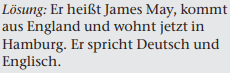 Lösung: Er heißt James May, kommt
aus England und wohnt jetzt in
Hamburg. Er spricht Deutsch und
Englisch.